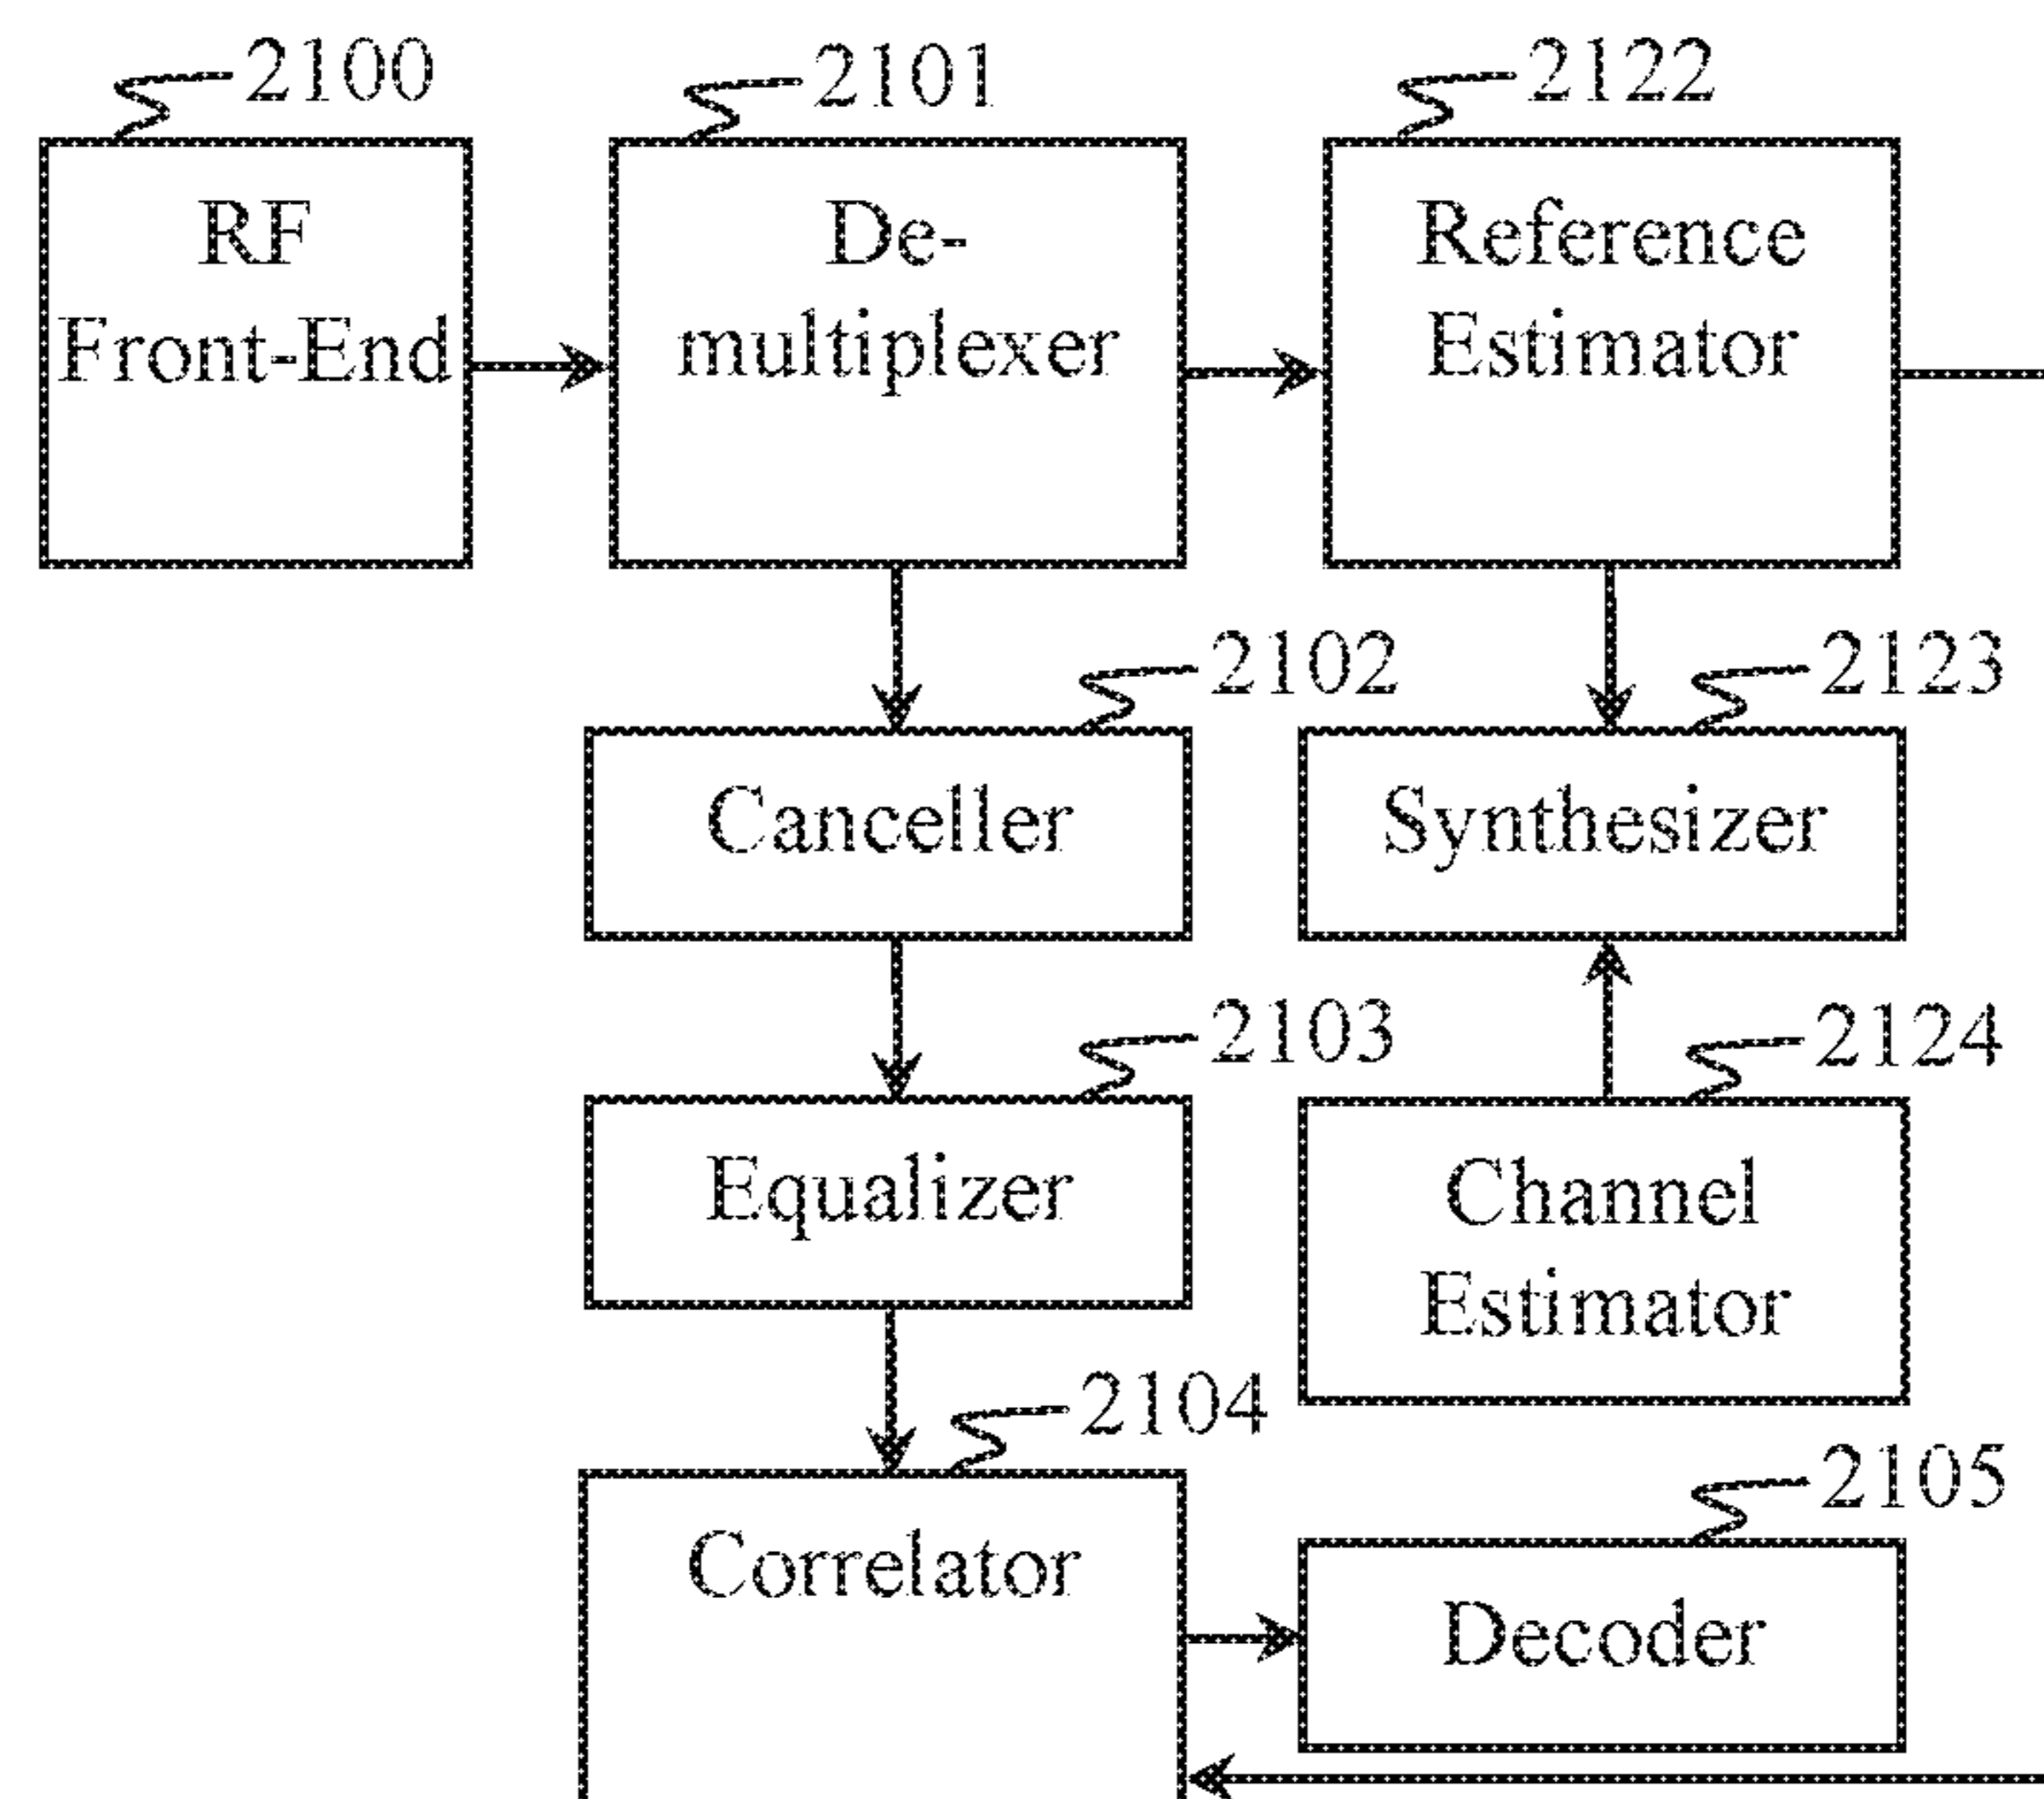 2100
2101
2122
RF
Front-End
De-
multiplexer
Reference
Estimator
2102
2123
Canceller
Synthesizer
2103
2124
Equalizer
Channel
Estimator
2104
2105
Correlator
Decoder